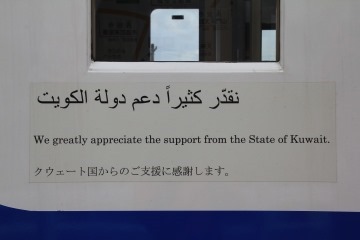 نقدّر كثيراً دعم دولة الكويت
We greatly appreciate the support from the State of Kuwait.
クウェート国からのご支援に感謝します。